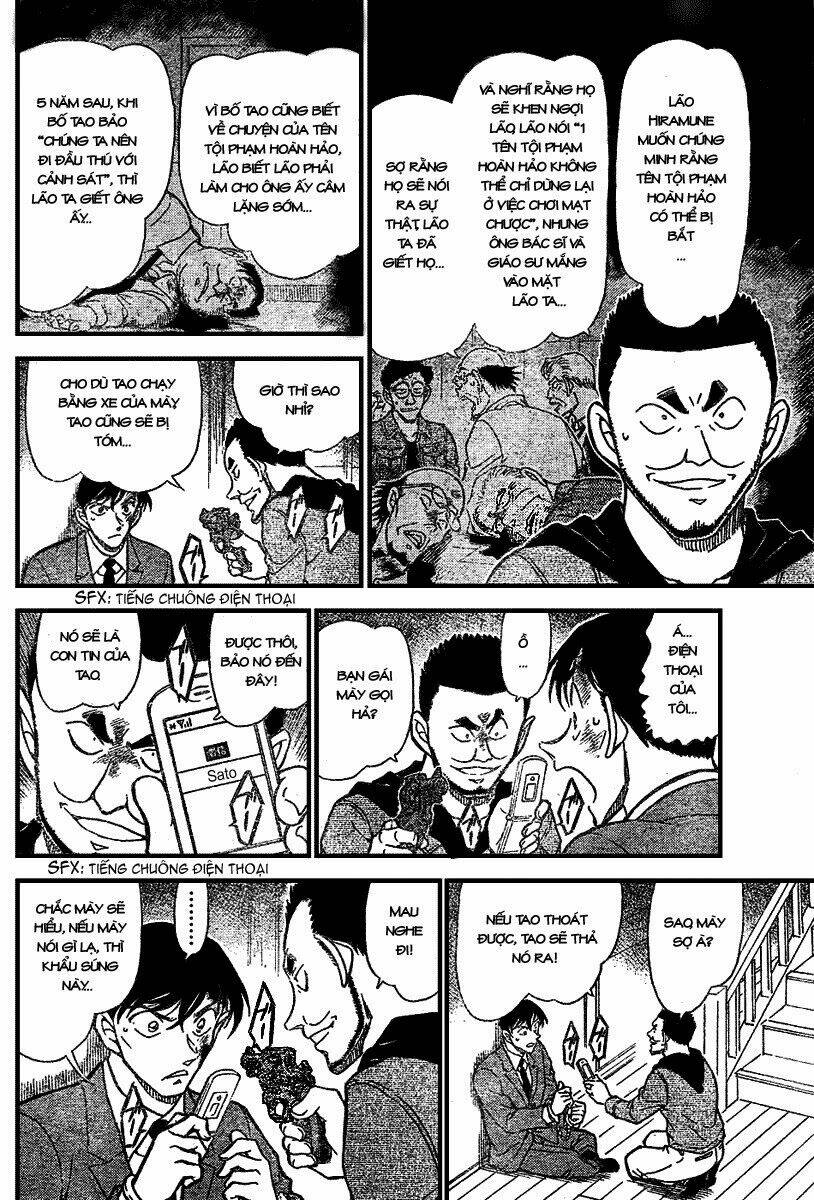 LÃO
HIRAMUNE
MUỐN CHỨNG
MINH RẰNG
TÊN TỘI PHẠM
HOÀN HẢO
CÓ THỂ BỊ
BẮT
...
VÀ NGHĨ RẰNG HỌ
SẼ KHEN NGỢI
LÃO, LÃO NÓI "1
TÊN TỘI PHẠM
HOÀN HẢO KHÔNG
THỂ CHỈ DỪNG LẠI
Ở VIỆC CHƠI MẠT
CHƯỢC", NHƯNG
ÔNG BÁC SĨ VÀ
GIÁO SƯ MẮNG
VÀO MẶT
LÃO TA...
SỢ RẰNG
HỌ SẼ NÓI
RA SỰ
THẬT, LÃO
TA ĐÃ
GIẾT HỌ...
VÌ BỐ TAO CŨNG BIẾT
VỀ CHUYỆN CỦA TÊN
TỘI PHẠM HOÀN HẢO,
LÃO BIẾT LÃO PHẢI
LÀM CHO ÔNG ẤY CÂM
LẶNG SỚM...
5 NĂM SAU, KHI
BỐ TAO BẢO
"CHÚNG TA NÊN
ĐI ĐẦU THÚ VỚI
CẢNH SÁT", THÌ
LÃO TA GIẾT ÔNG
ẤY...
GIỜ THÌ SAO
NHỈ?
CHO DÙ TAO CHẠY
BẰNG XE CỦA MÀY,
TAO CŨNG SẼ BỊ
TÓM...
SFX: TIẾNG CHUÔNG ĐIỆN THOẠI
Á...
ĐIỆN
THOẠI
CỦA
TÔI...
Ồ
...
BẠN GÁI
MÀY GỌI
HẢ?
ĐƯỢC THÔI,
BẢO NÓ ĐẾN
ĐÂY!
NÓ SẼ LÀ
CON TIN CỦA
TAO.
Sato
SFX: TIẾNG CHUÔNG ĐIỆN THOẠI
SAO, MÀY
SỢ À?
NẾU TAO THOÁT
ĐƯỢC, TAO SẼ THẢ
NÓ RA!
MAU
NGHE
ĐI!
........
CHẮC MÀY SẼ
HIỂU, NẾU MÀY
NÓI GÌ LẠ, THÌ
KHẨU SÚNG
NÀY...